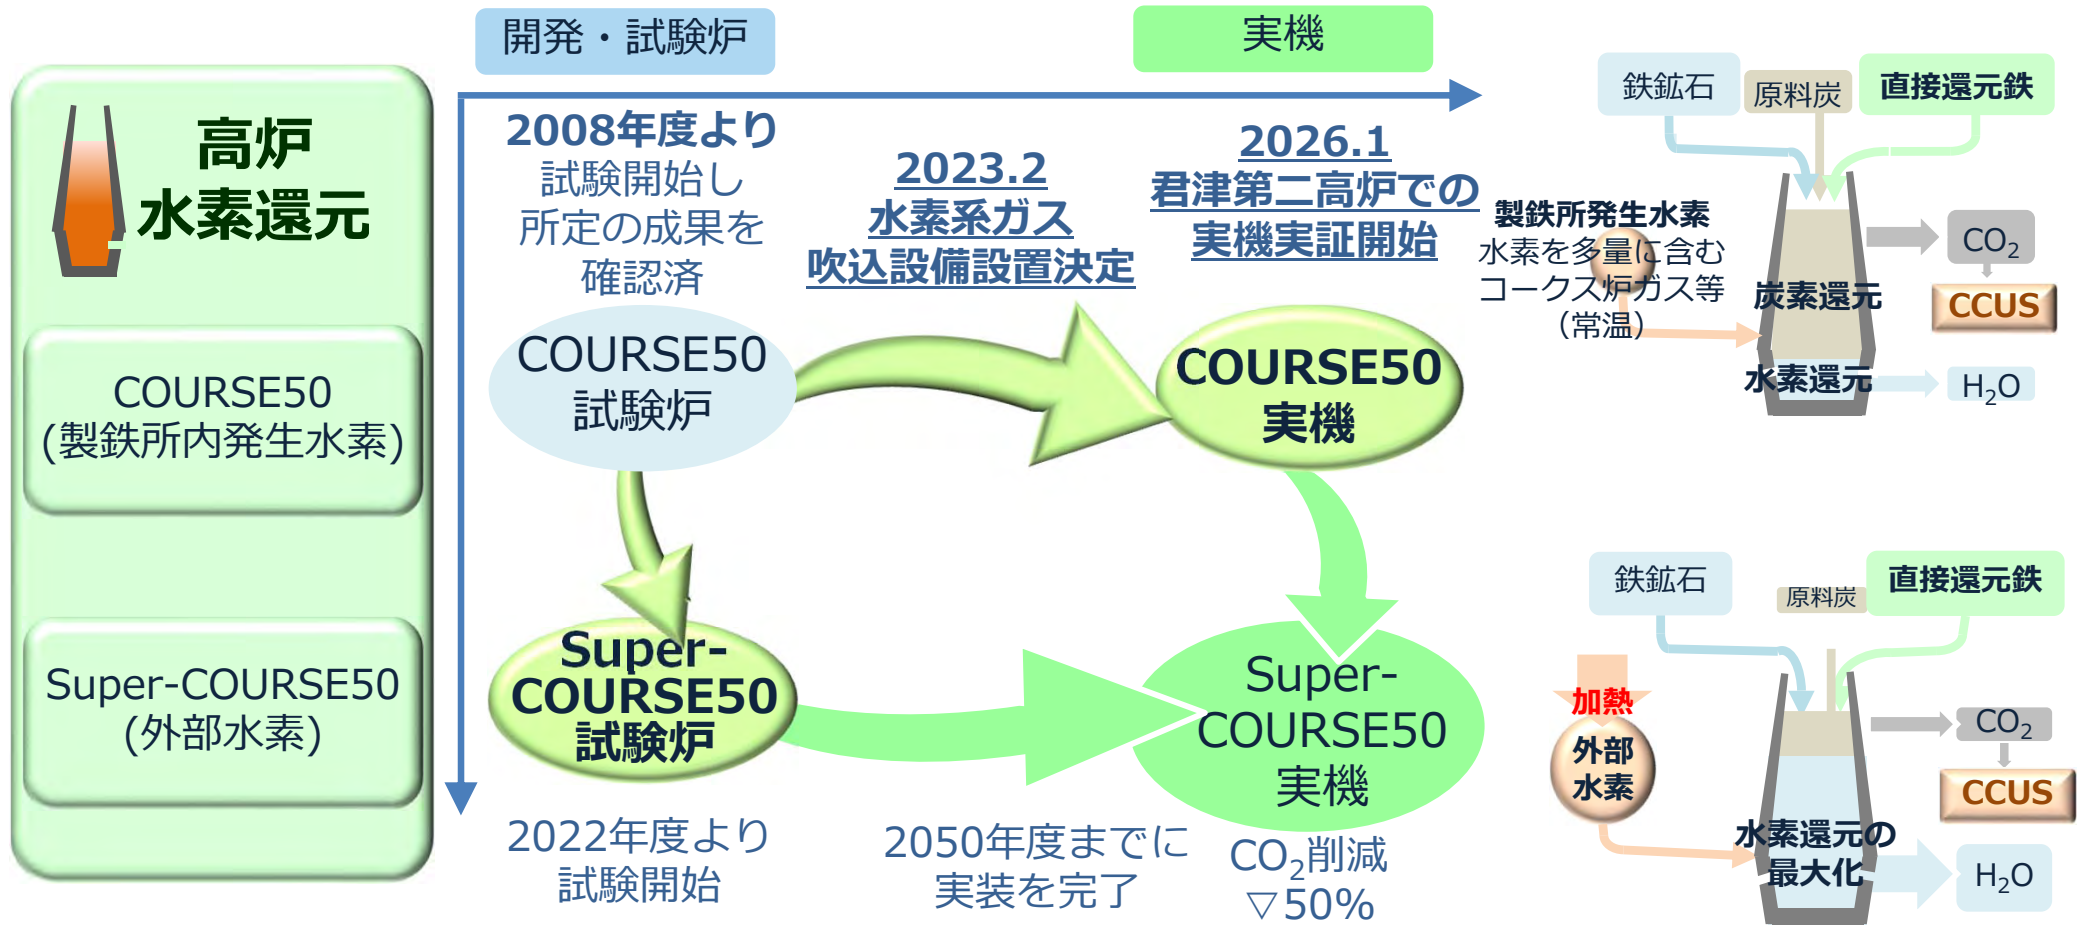 開発・試験炉
実機
高炉
水素還元
COURSE50
(製鉄所内発生水素)
Super-COURSE50
(外部水素)
2008年度より
試験開始し
所定の成果を
確認済
2023.2
水素系ガス
吹込設備設置決定
2026.1
君津第二高炉での
実機実証開始
COURSE50
試験炉
COURSE50
実機
Super-
COURSE50
試験炉
Super-
COURSE50
実機
2022年度より
試験開始
2050年度までに
実装を完了
CO₂削減
▽50%
鉄鉱石
原料炭
直接還元鉄
製鉄所発生水素
水素を多量に含む
コークス炉ガス等
（常温）
炭素還元
水素還元
CO₂
CCUS
H₂O
鉄鉱石
原料炭
直接還元鉄
加熱
外部
水素
水素還元の
最大化
CO₂
CCUS
H₂O